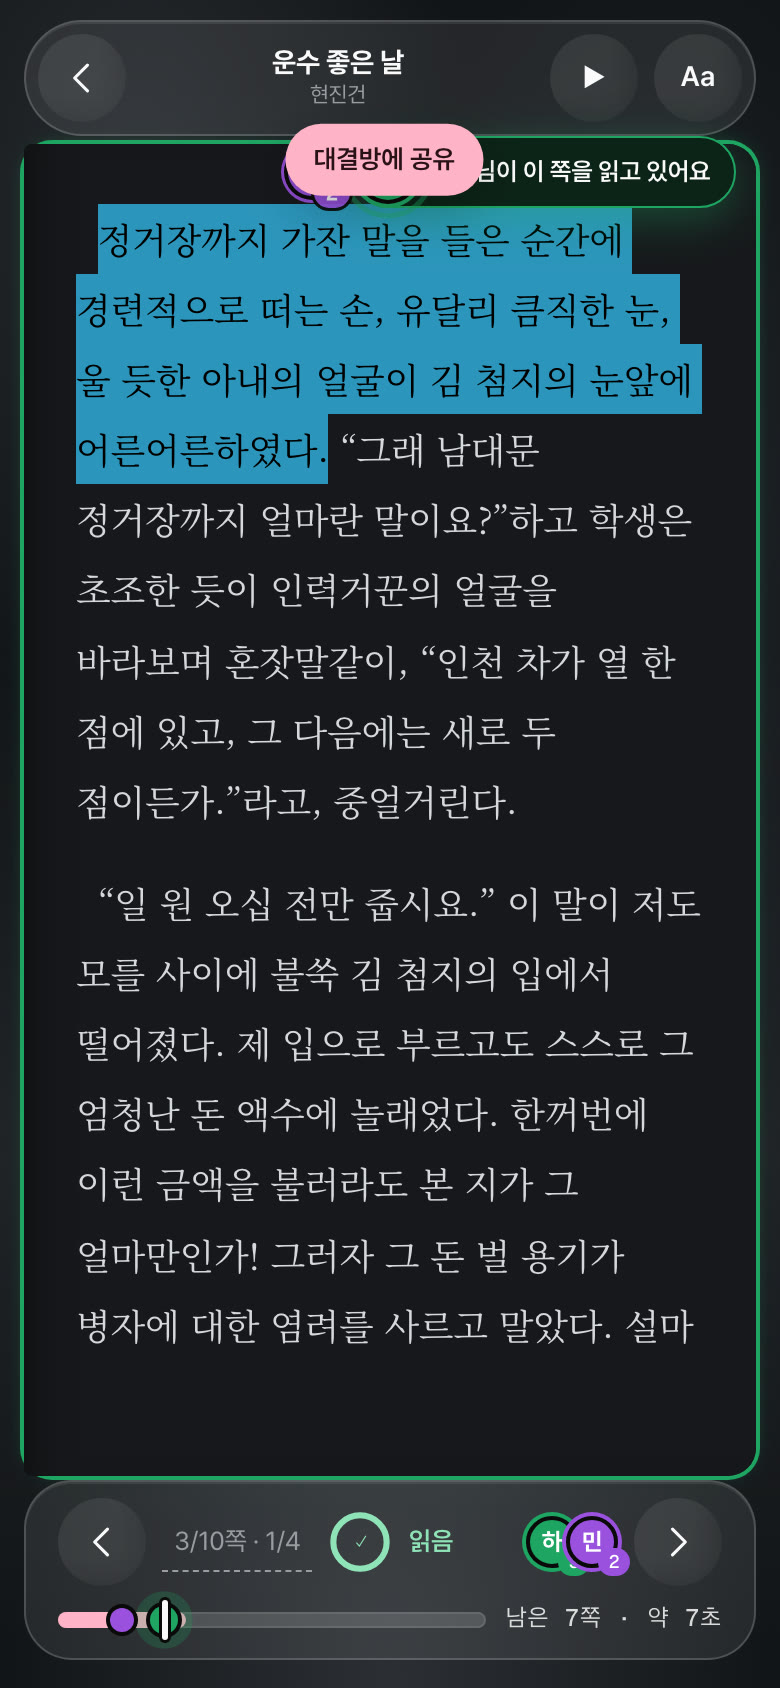 운수 좋은 날
현진건
Aa
대결방에 공유
님이 이 쪽을 읽고 있어요
2
정거장까지 가잔 말을 들은 순간에
경련적으로 떠는 손, 유달리 큼직한 눈,
울 듯한 아내의 얼굴이 김 첨지의 눈앞에
어른어른하였다. “그래 남대문
정거장까지 얼마란 말이요?”하고 학생은
초조한 듯이 인력거꾼의 얼굴을
바라보며 혼잣말같이, “인천 차가 열 한
점에 있고, 그 다음에는 새로 두
점이든가.”라고, 중얼거린다.
“일 원 오십 전만 줍시요.” 이 말이 저도
모를 사이에 불쑥 김 첨지의 입에서
떨어졌다. 제 입으로 부르고도 스스로 그
엄청난 돈 액수에 놀래었다. 한꺼번에
이런 금액을 불러라도 본 지가 그
얼마만인가! 그러자 그 돈 벌 용기가
병자에 대한 염려를 사르고 말았다. 설마
3/10쪽 · 1/4
✓
읽음
하
민
2
남은 7쪽 · 약 7초